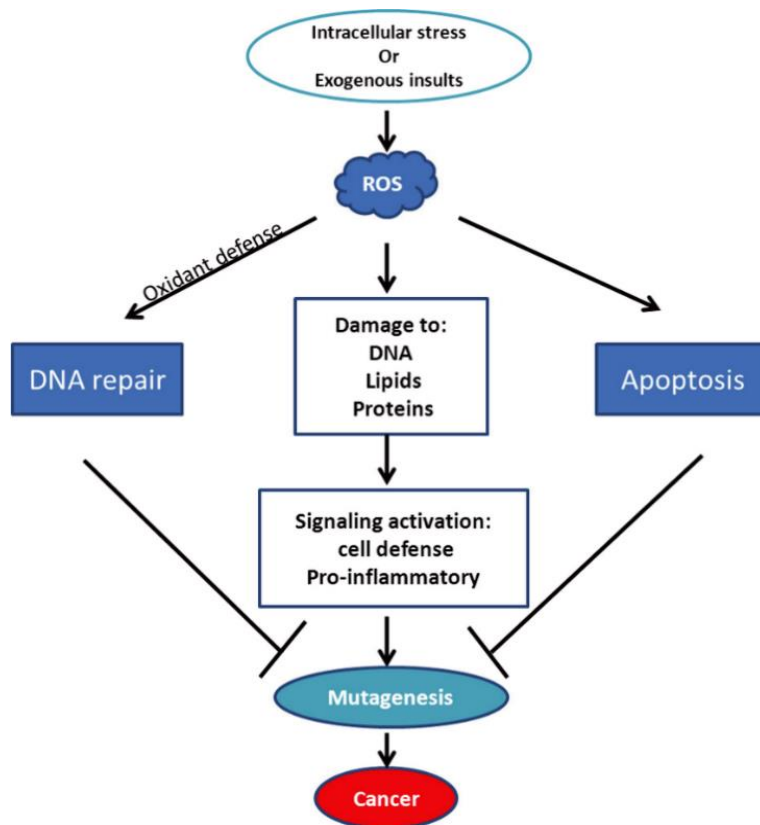 Intracellular stress
Or
Exogenous insults
ROS
Oxidant defense
Damage to:
DNA
Lipids
Proteins
DNA repair
Apoptosis
Signaling activation:
cell defense
Pro-inflammatory
Mutagenesis
Cancer